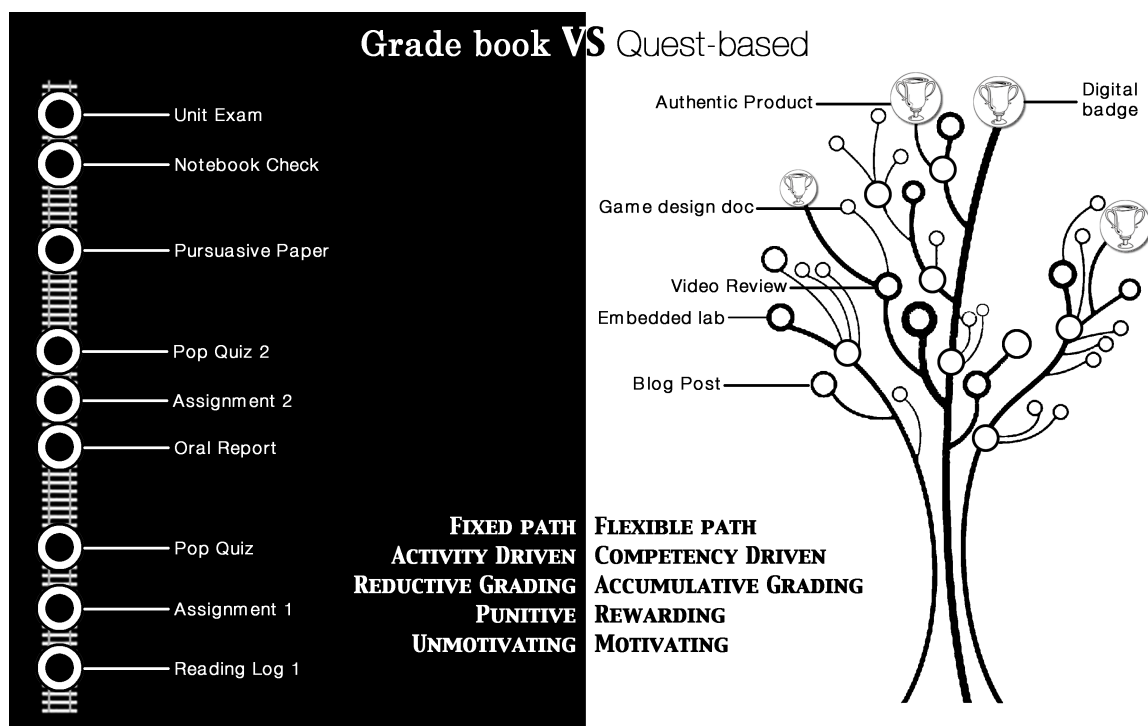 Grade book VS Quest-based
Unit Exam
Notebook Check
Pursuasive Paper
Pop Quiz 2
Assignment 2
Oral Report
Pop Quiz
Assignment 1
Reading Log 1
Authentic Product
Digital
badge
Game design doc
Video Review
Embedded lab
Blog Post
Fixed path Flexible path
Activity Driven Competency Driven
Reductive Grading Accumulative Grading
Punitive Rewarding
Unmotivating Motivating